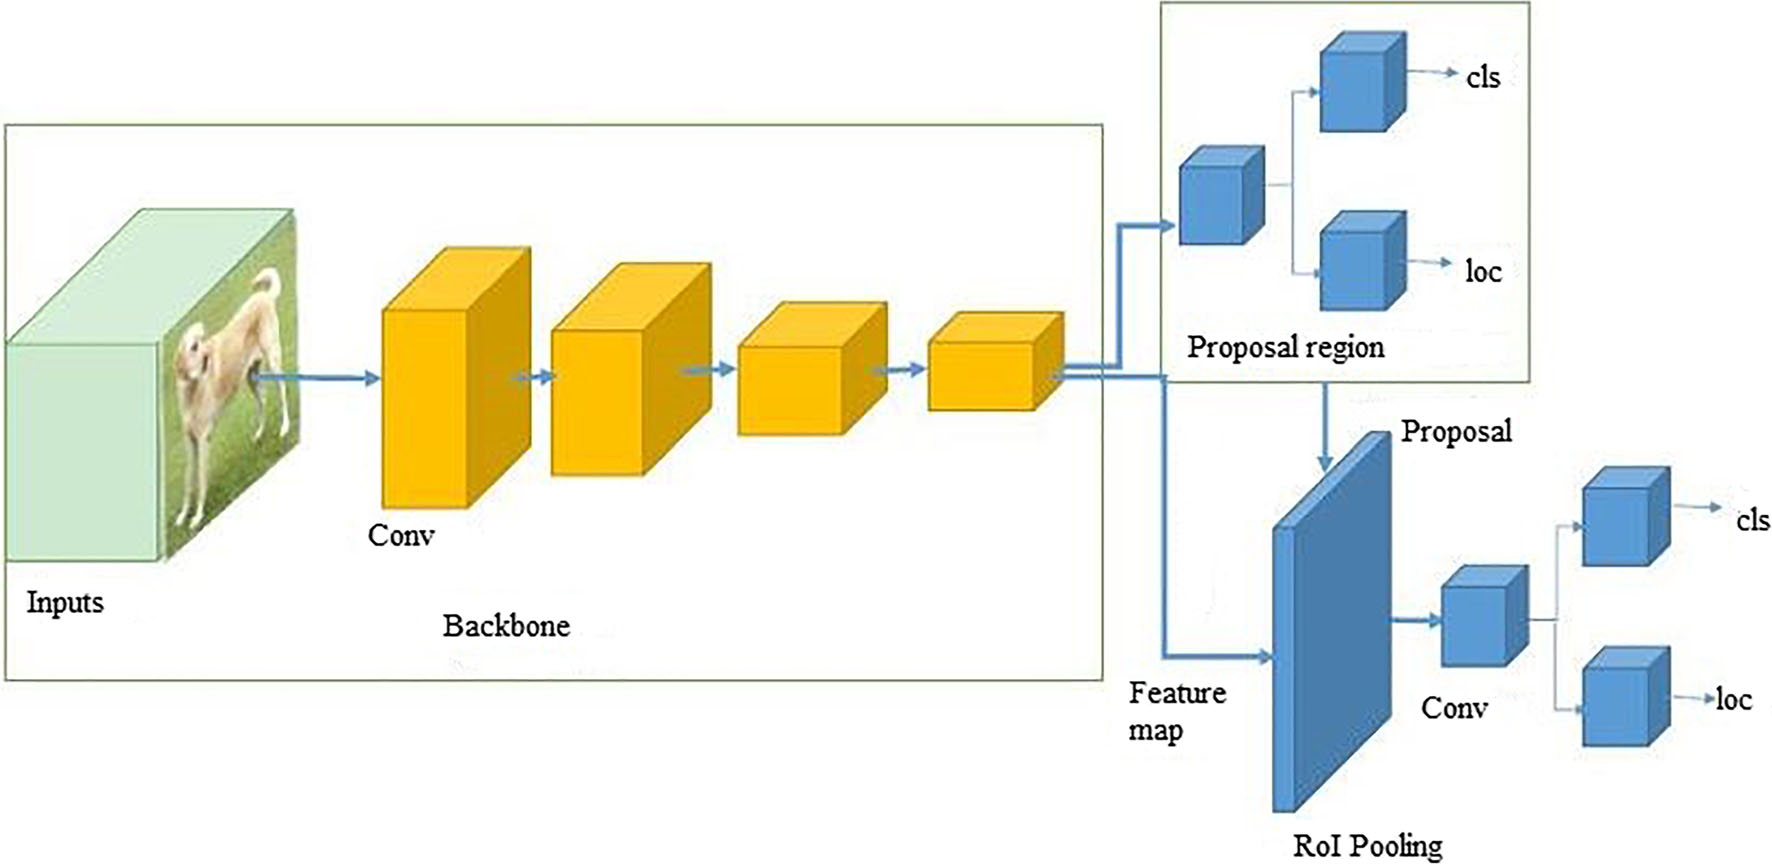 cls
loc
Proposal region
Proposal
Conv
cls
Inputs
Backbone
Feature
map
Conv
loc
RoI Pooling